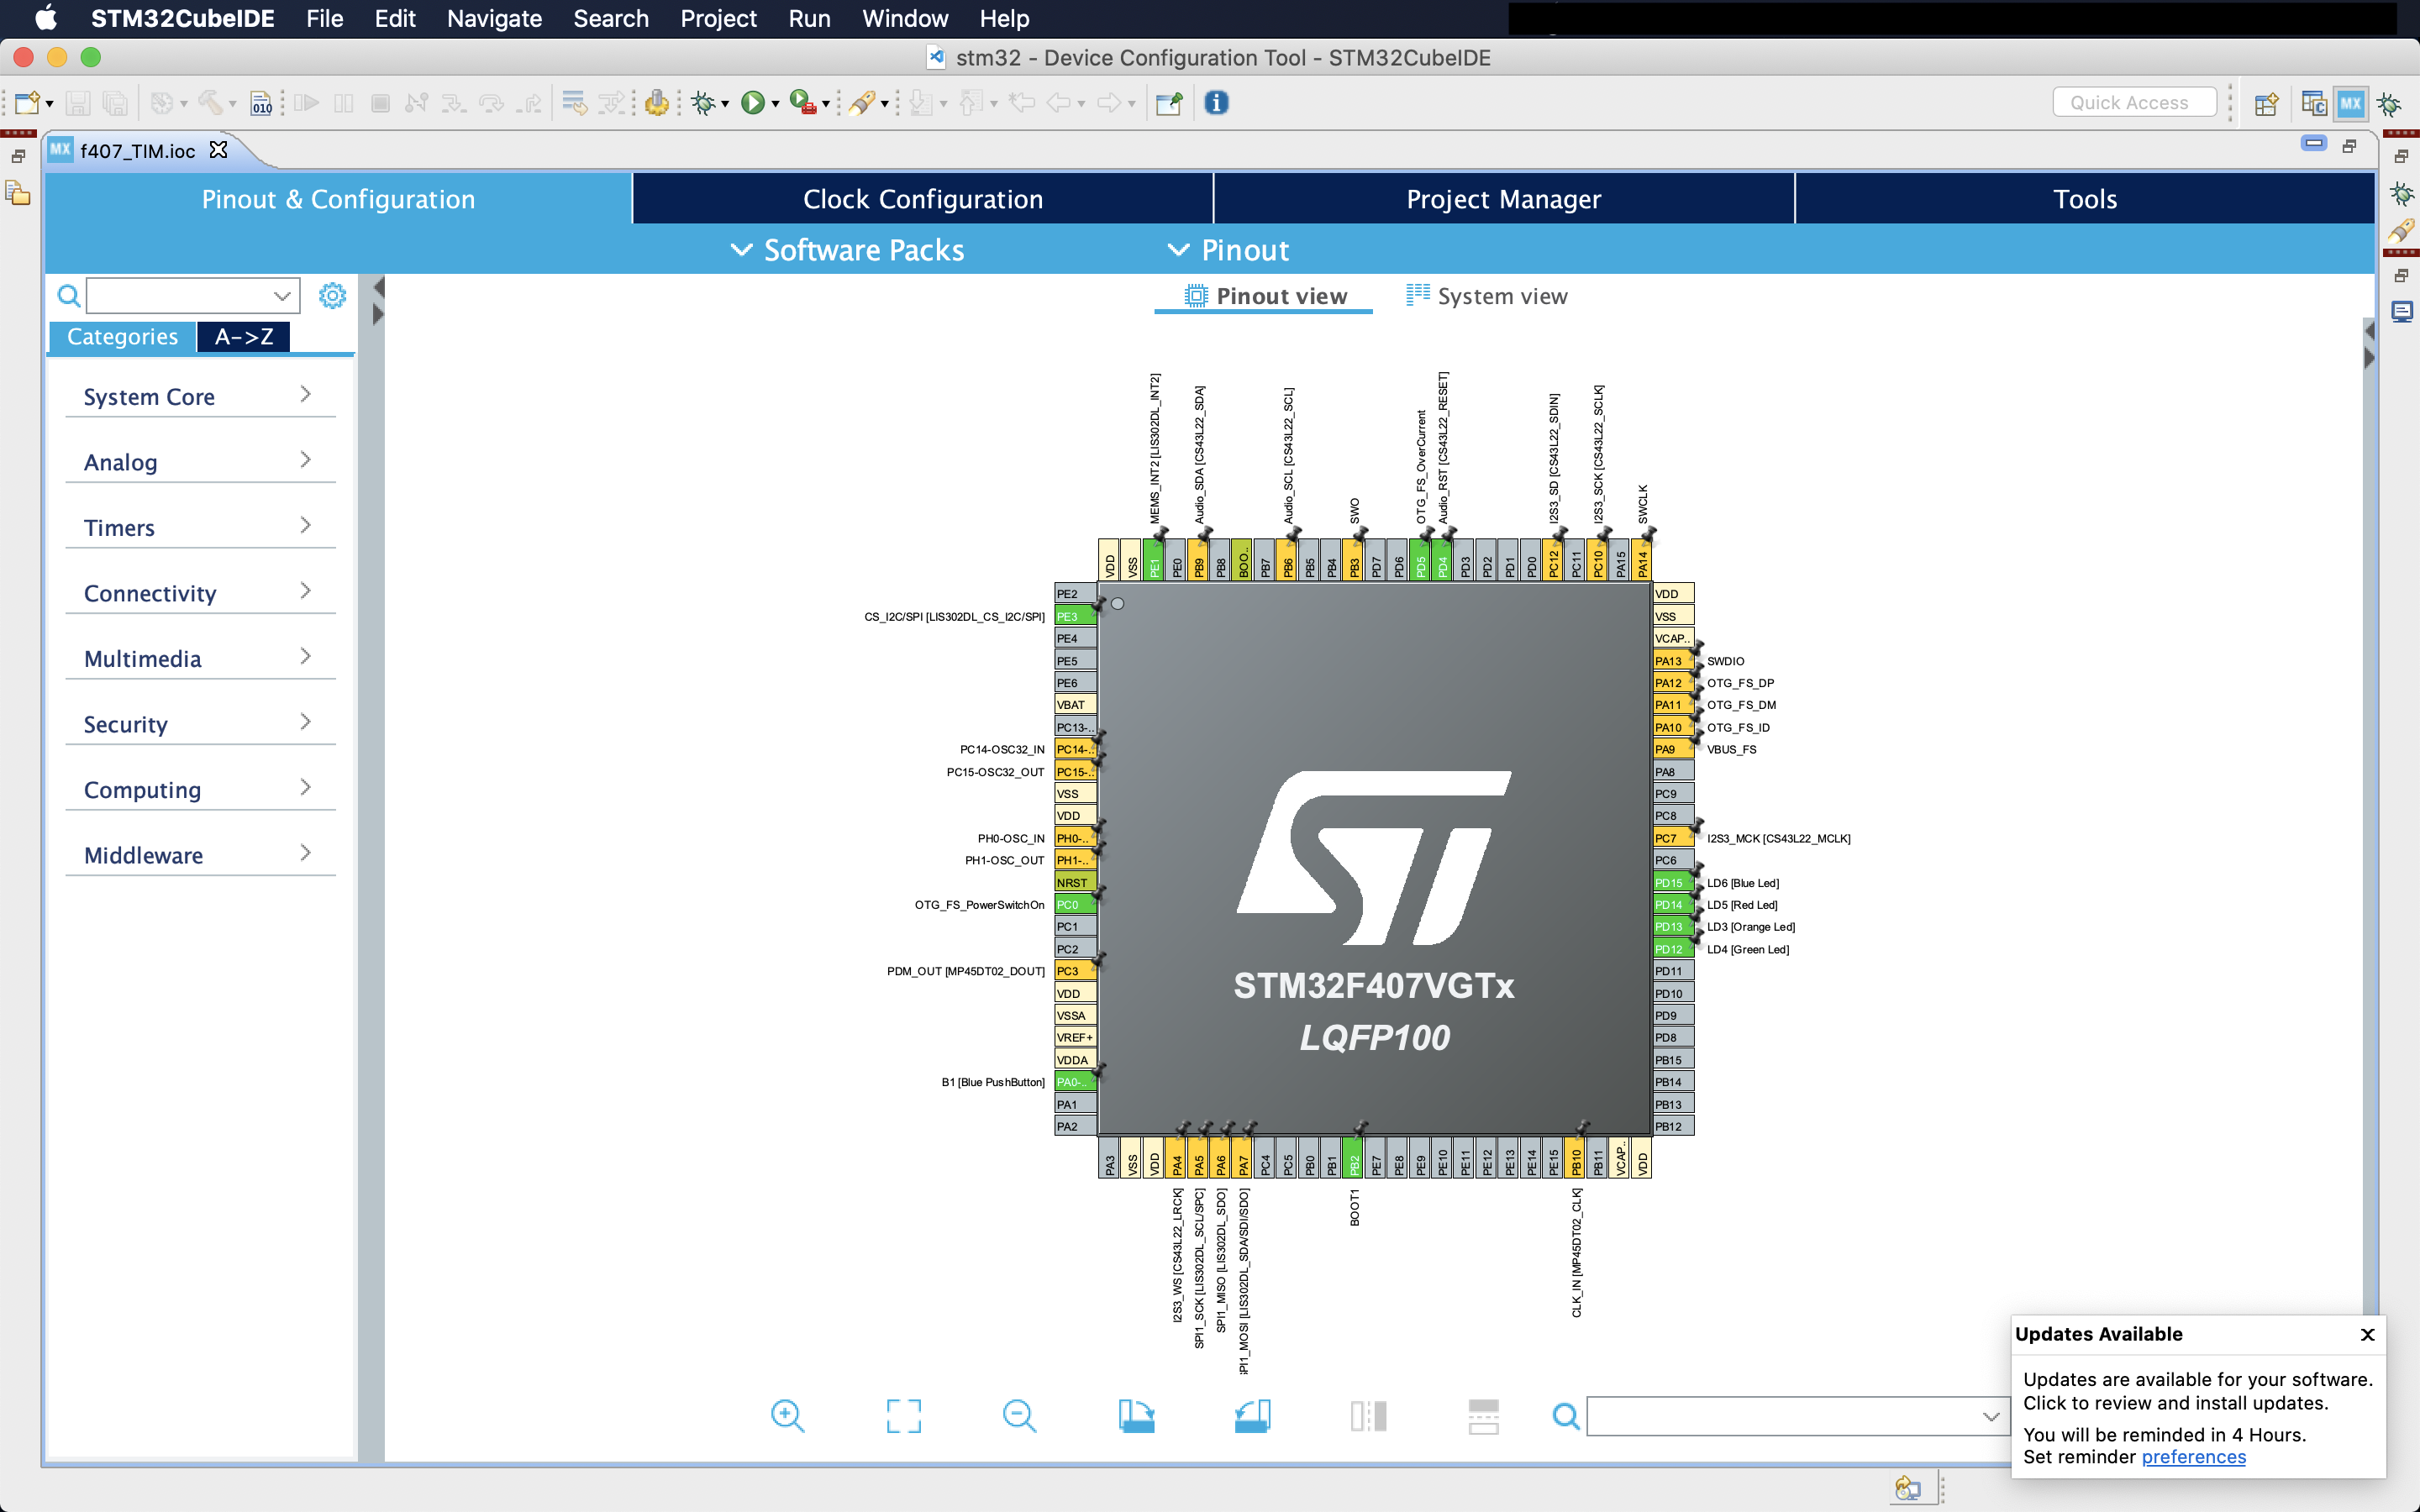 STM32CubeIDE File Edit Navigate Search Project Run Window Help
stm32 - Device Configuration Tool - STM32CubeIDE
010
Quick Access
MX
MX f407_TIM.ioc
Pinout & Configuration
Clock Configuration
Project Manager
Tools
Software Packs
Pinout
Pinout view
System view
Categories
A->Z
System Core
Analog
Timers
Connectivity
Multimedia
Security
Computing
Middleware
MEMS_INT2 [LIS302DL_INT2]
Audio_SDA [CS43L22_SDA]
Audio_SCL [CS43L22_SCL]
SWO
OTG_FS_OverCurrent
Audio_RST [CS43L22_RESET]
I2S3_SD [CS43L22_SDIN]
I2S3_SCK [CS43L22_SCLK]
SWCLK
VDD
VSS
PE1
PE0
PB9
PB8
BOO..
PB7
PB6
PB5
PB4
PB3
PD7
PD6
PD5
PD4
PD3
PD2
PD1
PD0
PC12
PC11
PC10
PA15
PA14
PE2
CS_I2C/SPI [LIS302DL_CS_I2C/SPI] PE3
PE4
PE5
PE6
VBAT
PC13-..
PC14-OSC32_IN PC14-..
PC15-OSC32_OUT PC15-..
VSS
VDD
PH0-OSC_IN PH0-..
PH1-OSC_OUT PH1-..
NRST
OTG_FS_PowerSwitchOn PC0
PC1
PC2
PDM_OUT [MP45DT02_DOUT] PC3
VDD
VSSA
VREF+
VDDA
B1 [Blue PushButton] PA0-..
PA1
PA2
VDD
VSS
VCAP..
PA13 SWDIO
PA12 OTG_FS_DP
PA11 OTG_FS_DM
PA10 OTG_FS_ID
PA9 VBUS_FS
PA8
PC9
PC8
PC7 I2S3_MCK [CS43L22_MCLK]
PC6
PD15 LD6 [Blue Led]
PD14 LD5 [Red Led]
PD13 LD3 [Orange Led]
PD12 LD4 [Green Led]
PD11
PD10
PD9
PD8
PB15
PB14
PB13
PB12
ST
STM32F407VGTx
LQFP100
PA3
VSS
VDD
PA4
PA5
PA6
PA7
PC4
PC5
PB0
PB1
PB2
PE7
PE8
PE9
PE10
PE11
PE12
PE13
PE14
PE15
PB10
PB11
VCAP..
VDD
I2S3_WS [CS43L22_LRCK]
SPI1_SCK [LIS302DL_SCL/SPC]
SPI1_MISO [LIS302DL_SDO]
PI1_MOSI [LIS302DL_SDA/SDI/SDO]
BOOT1
CLK_IN [MP45DT02_CLK]
Updates Available
Updates are available for your software.
Click to review and install updates.
You will be reminded in 4 Hours.
Set reminder preferences